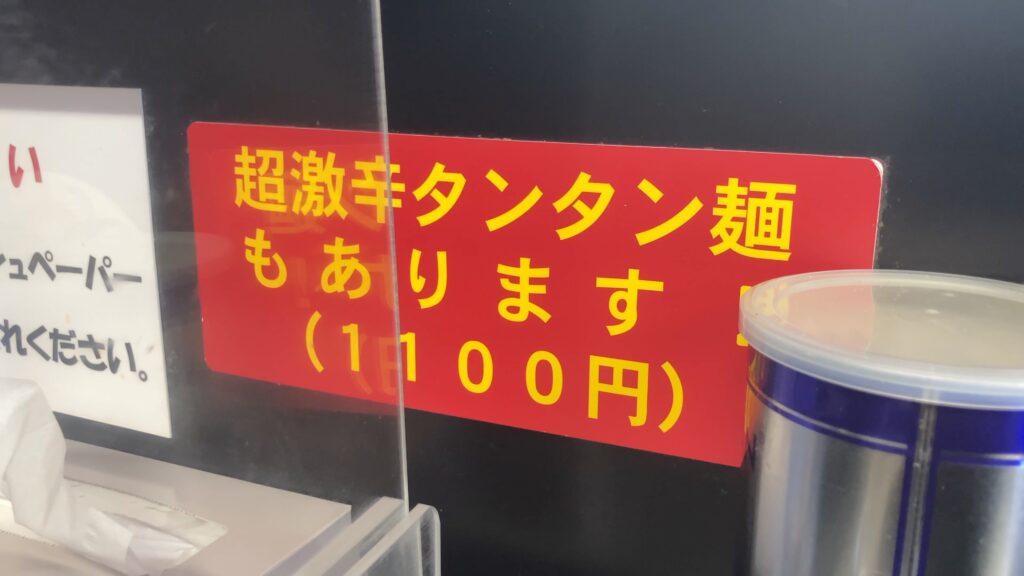 い
シュペーパー
れください。
超激辛タンタン麺
もあります！
（１１００円）